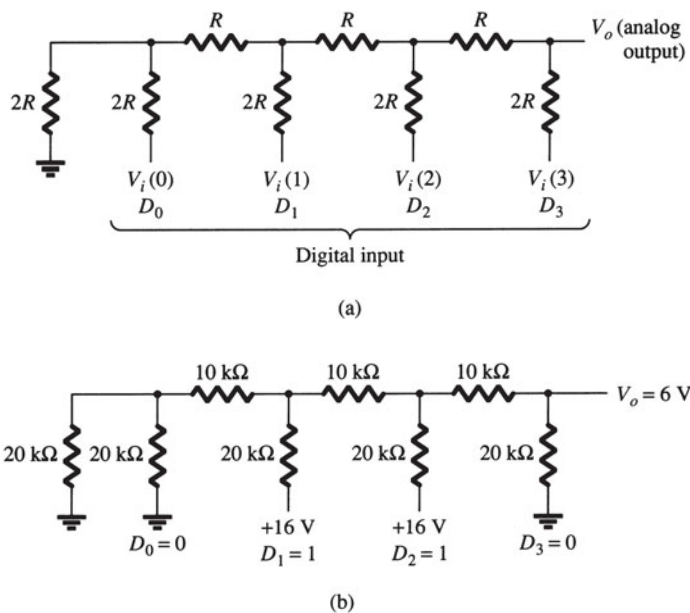 R R R
V_o (analog output)
2R 2R 2R 2R 2R
V_i (0) V_i (1) V_i (2) V_i (3)
D_0 D_1 D_2 D_3
Digital input
(a)
10 kΩ 10 kΩ 10 kΩ
V_o = 6 V
20 kΩ 20 kΩ 20 kΩ 20 kΩ 20 kΩ
+16 V +16 V
D_0 = 0 D_1 = 1 D_2 = 1 D_3 = 0
(b)